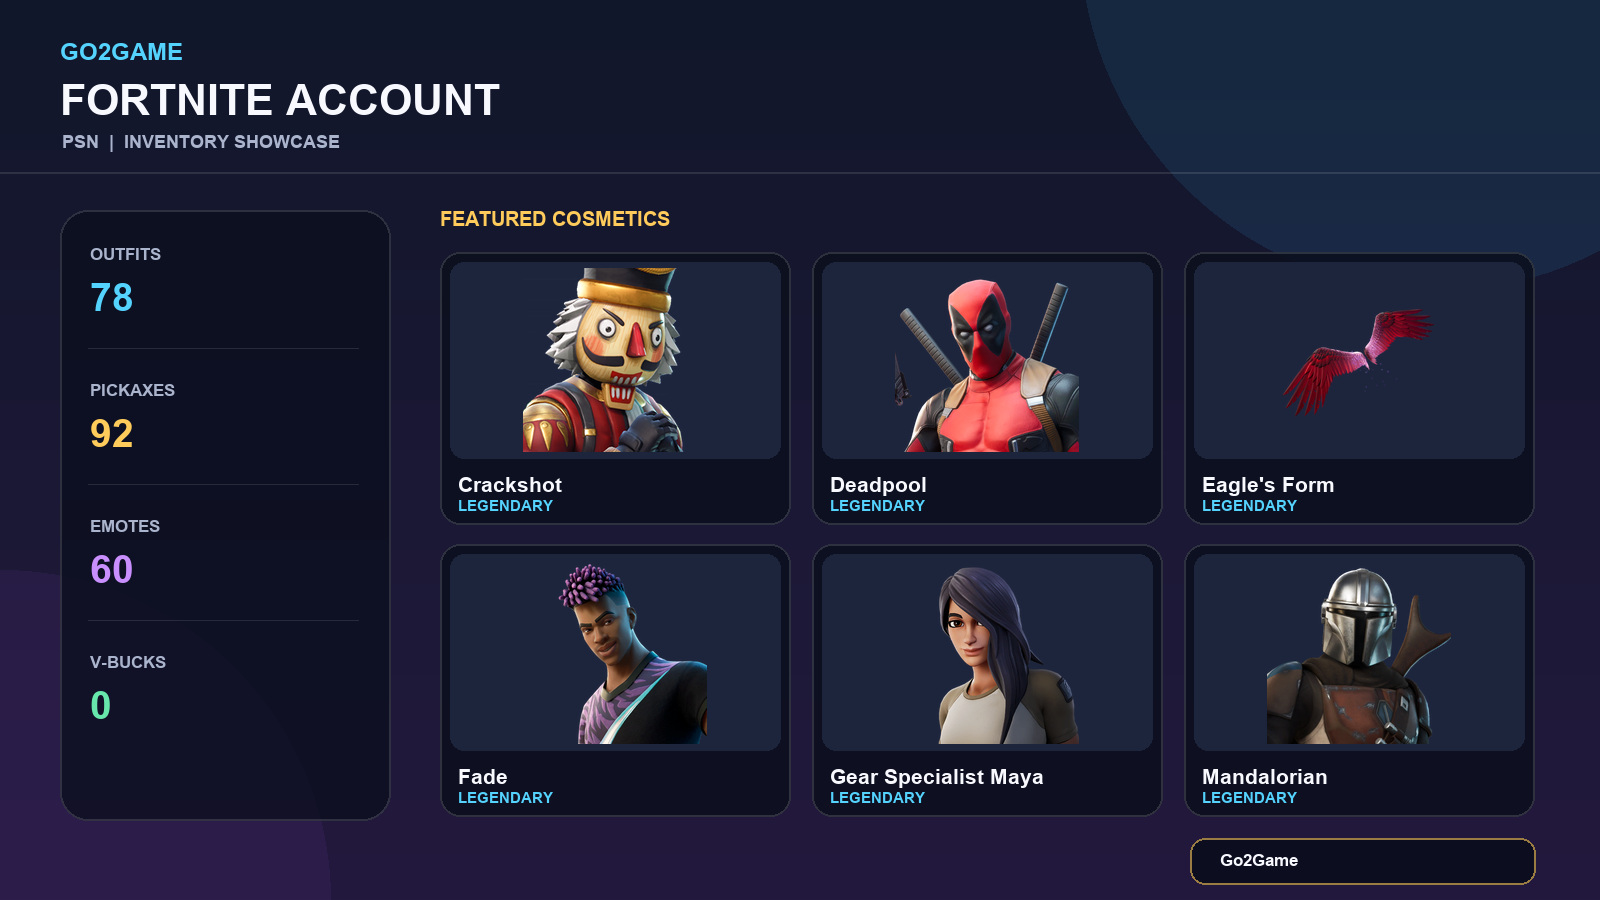 GO2GAME
FORTNITE ACCOUNT
PSN | INVENTORY SHOWCASE
OUTFITS
78
PICKAXES
92
EMOTES
60
V-BUCKS
0
FEATURED COSMETICS
Crackshot
LEGENDARY
Deadpool
LEGENDARY
Eagle's Form
LEGENDARY
Fade
LEGENDARY
Gear Specialist Maya
LEGENDARY
Mandalorian
LEGENDARY
Go2Game